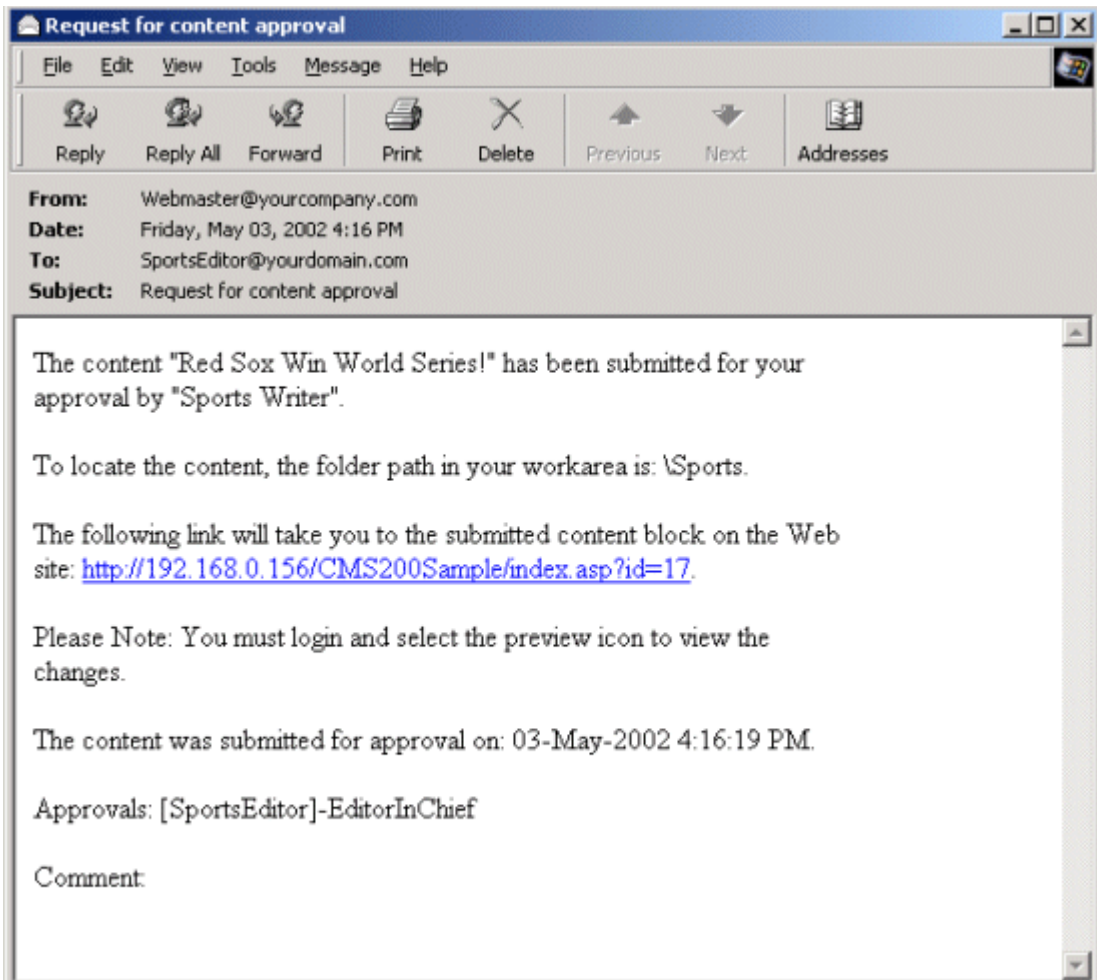 Request for content approval
File Edit View Tools Message Help
Reply Reply All Forward Print Delete Previous Next Addresses
From: Webmaster@yourcompany.com
Date: Friday, May 03, 2002 4:16 PM
To: SportsEditor@yourdomain.com
Subject: Request for content approval
The content "Red Sox Win World Series!" has been submitted for your
approval by "Sports Writer".
To locate the content, the folder path in your workarea is: \Sports.
The following link will take you to the submitted content block on the Web
site: http://192.168.0.156/CMS200Sample/index.asp?id=17.
Please Note: You must login and select the preview icon to view the
changes.
The content was submitted for approval on: 03-May-2002 4:16:19 PM.
Approvals: [SportsEditor]-EditorInChief
Comment: